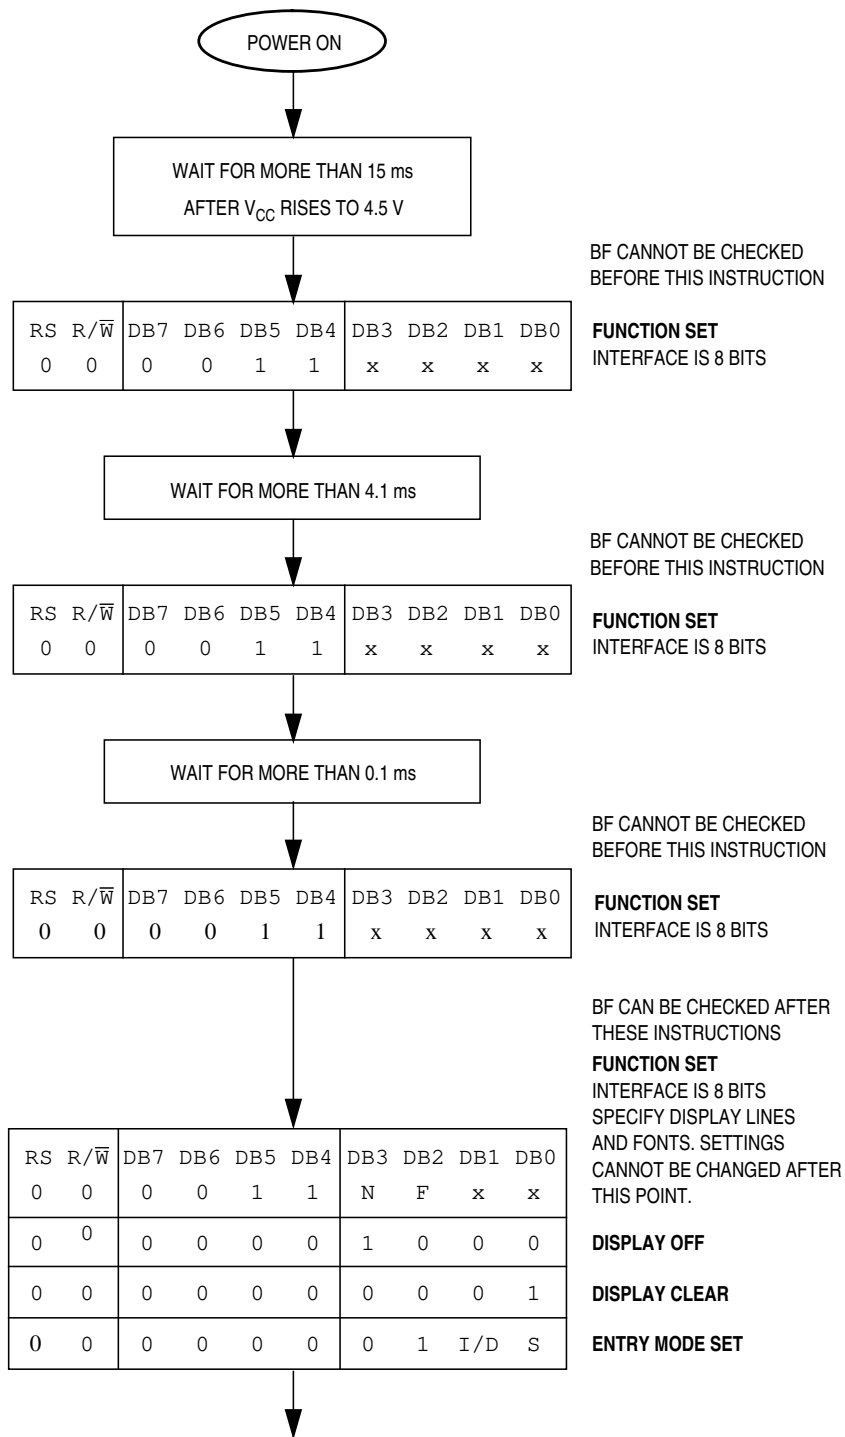 POWER ON
WAIT FOR MORE THAN 15 ms
AFTER VCC RISES TO 4.5 V
BF CANNOT BE CHECKED
BEFORE THIS INSTRUCTION
RS R/W̅ DB7 DB6 DB5 DB4 DB3 DB2 DB1 DB0
0 0 0 0 1 1 x x x x
FUNCTION SET
INTERFACE IS 8 BITS
WAIT FOR MORE THAN 4.1 ms
BF CANNOT BE CHECKED
BEFORE THIS INSTRUCTION
RS R/W̅ DB7 DB6 DB5 DB4 DB3 DB2 DB1 DB0
0 0 0 0 1 1 x x x x
FUNCTION SET
INTERFACE IS 8 BITS
WAIT FOR MORE THAN 0.1 ms
BF CANNOT BE CHECKED
BEFORE THIS INSTRUCTION
RS R/W̅ DB7 DB6 DB5 DB4 DB3 DB2 DB1 DB0
0 0 0 0 1 1 x x x x
FUNCTION SET
INTERFACE IS 8 BITS
BF CAN BE CHECKED AFTER
THESE INSTRUCTIONS
FUNCTION SET
INTERFACE IS 8 BITS
SPECIFY DISPLAY LINES
AND FONTS. SETTINGS
CANNOT BE CHANGED AFTER
THIS POINT.
RS R/W̅ DB7 DB6 DB5 DB4 DB3 DB2 DB1 DB0
0 0 0 0 1 1 N F x x
0 0 0 0 0 0 1 0 0 0
DISPLAY OFF
0 0 0 0 0 0 0 0 0 1
DISPLAY CLEAR
0 0 0 0 0 0 0 1 I/D S
ENTRY MODE SET